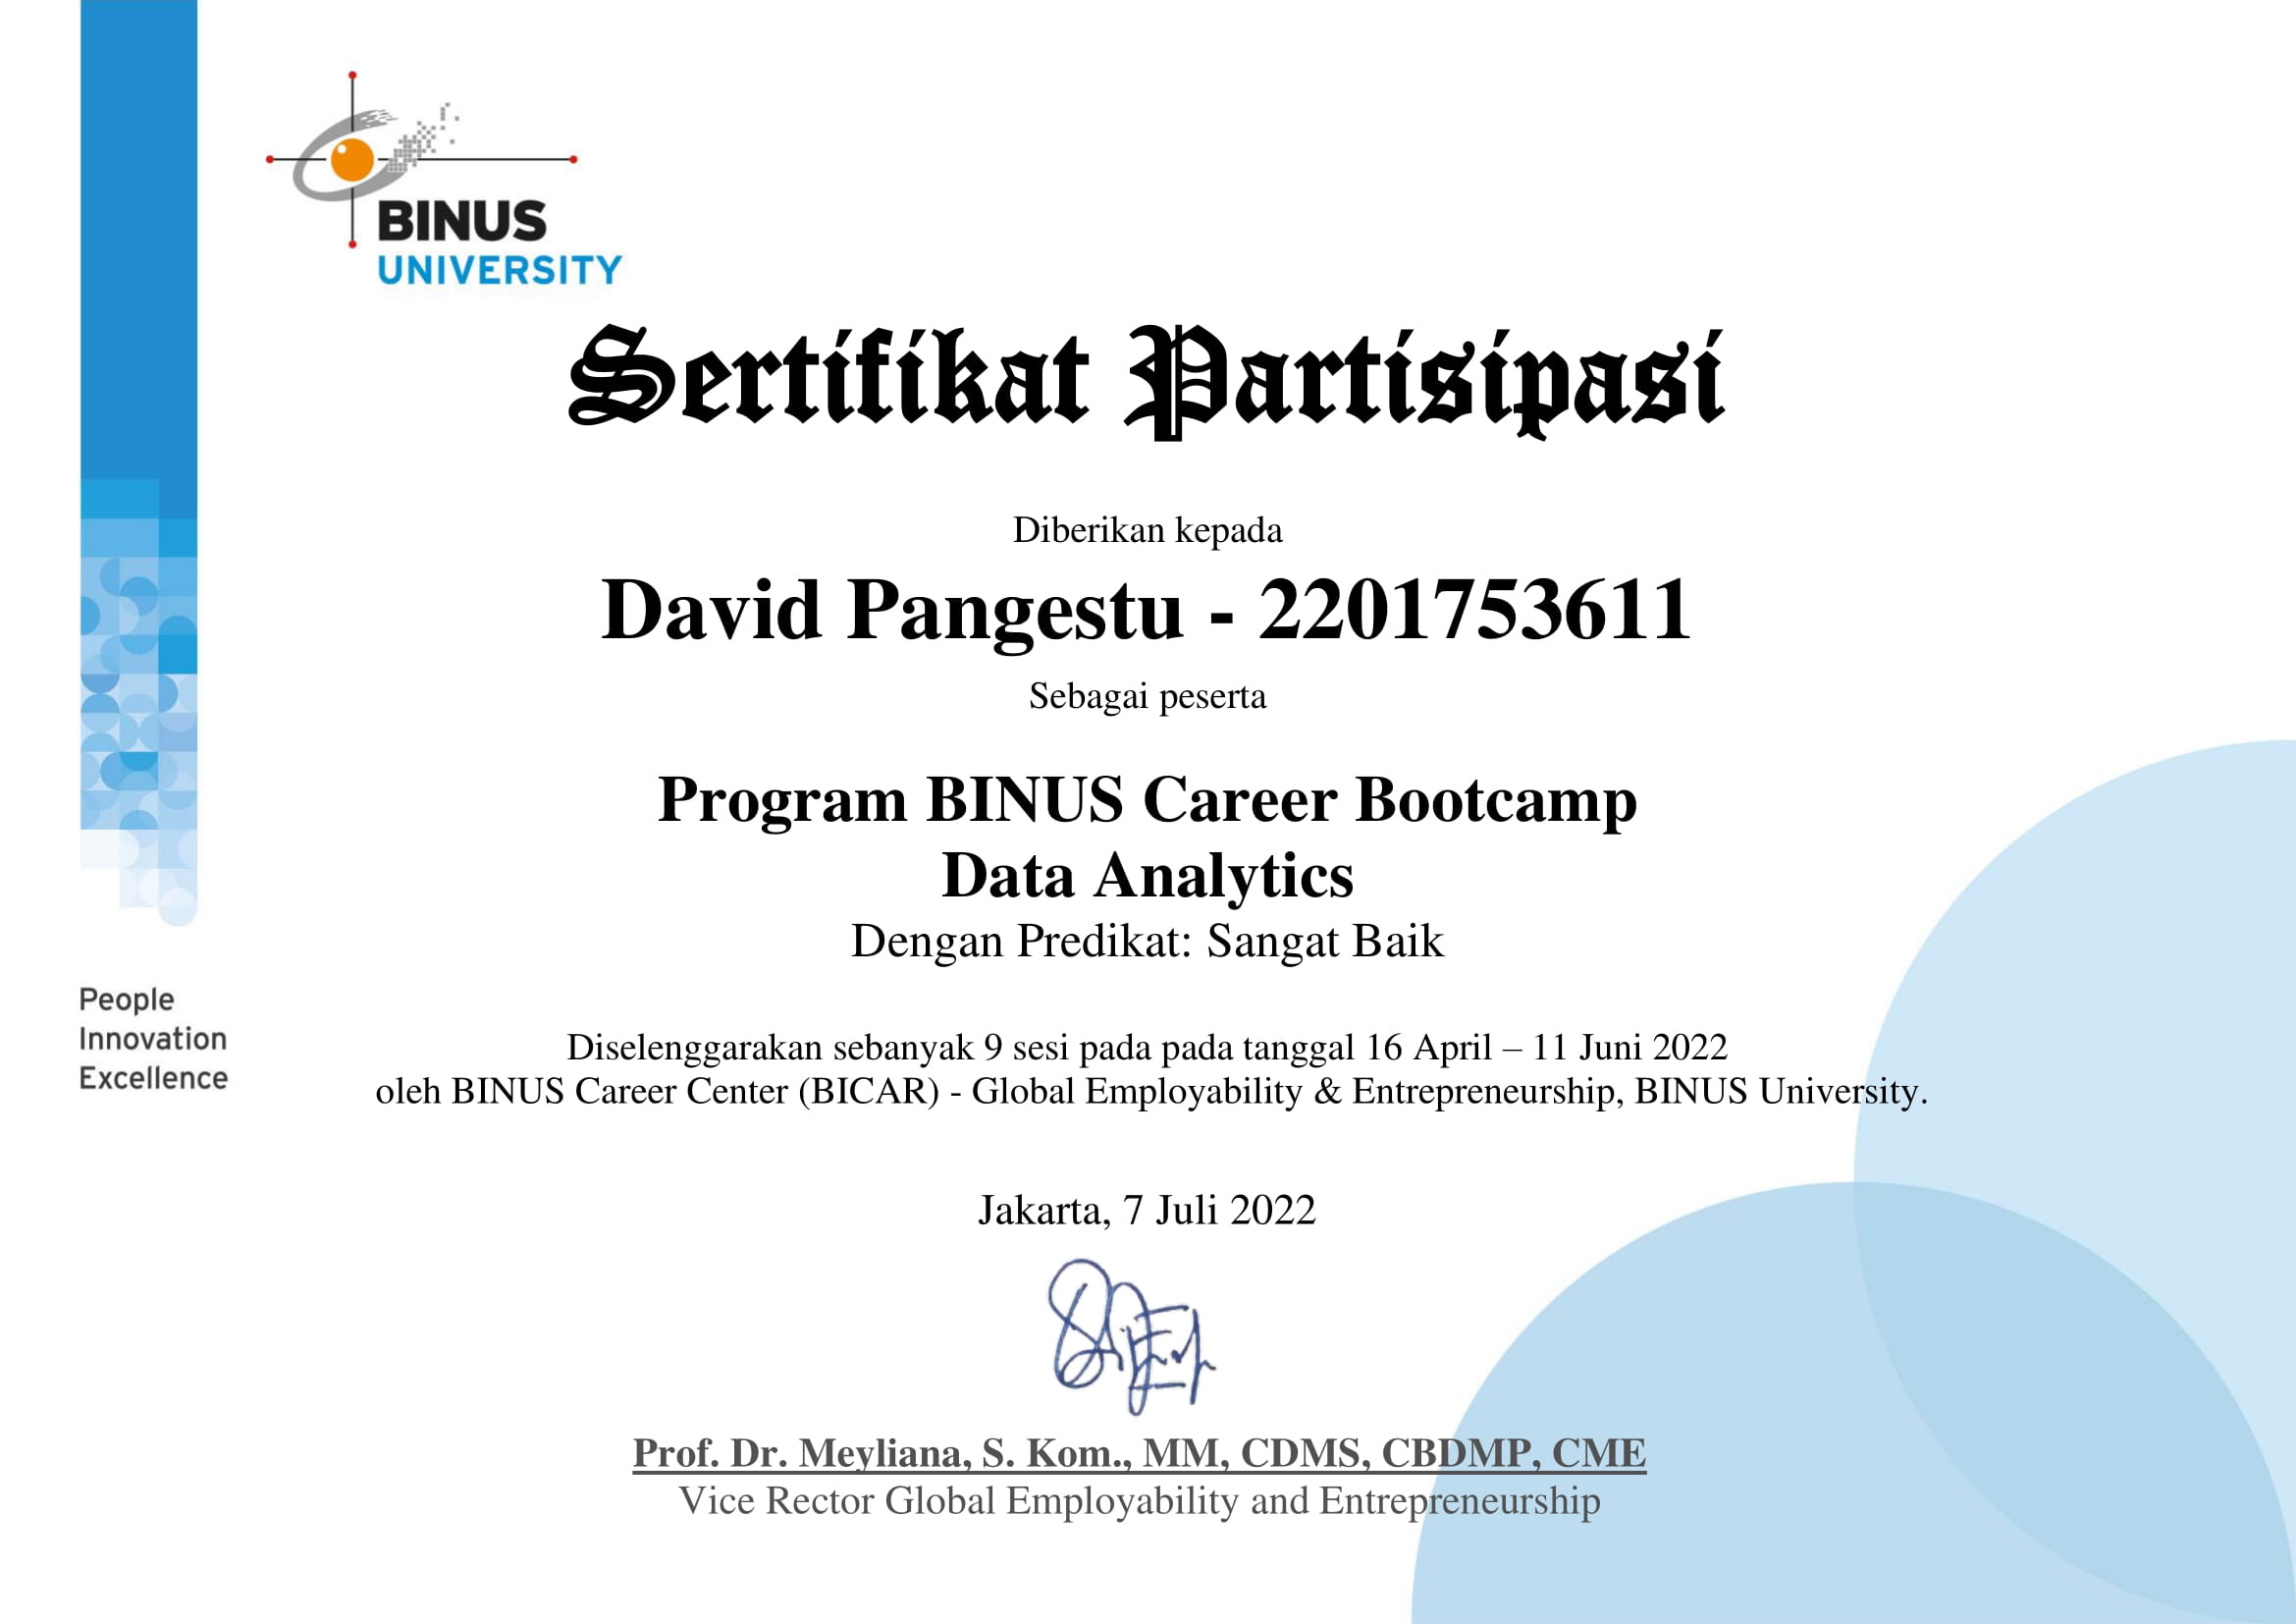 BINUS
UNIVERSITY
Sertifikat Partisipasi
Diberikan kepada
David Pangestu - 2201753611
Sebagai peserta
Program BINUS Career Bootcamp
Data Analytics
Dengan Predikat: Sangat Baik
People
Innovation
Excellence
Diselenggarakan sebanyak 9 sesi pada pada tanggal 16 April – 11 Juni 2022
oleh BINUS Career Center (BICAR) - Global Employability & Entrepreneurship, BINUS University.
Jakarta, 7 Juli 2022
Prof. Dr. Meyliana, S. Kom., MM, CDMS, CBDMP, CME
Vice Rector Global Employability and Entrepreneurship